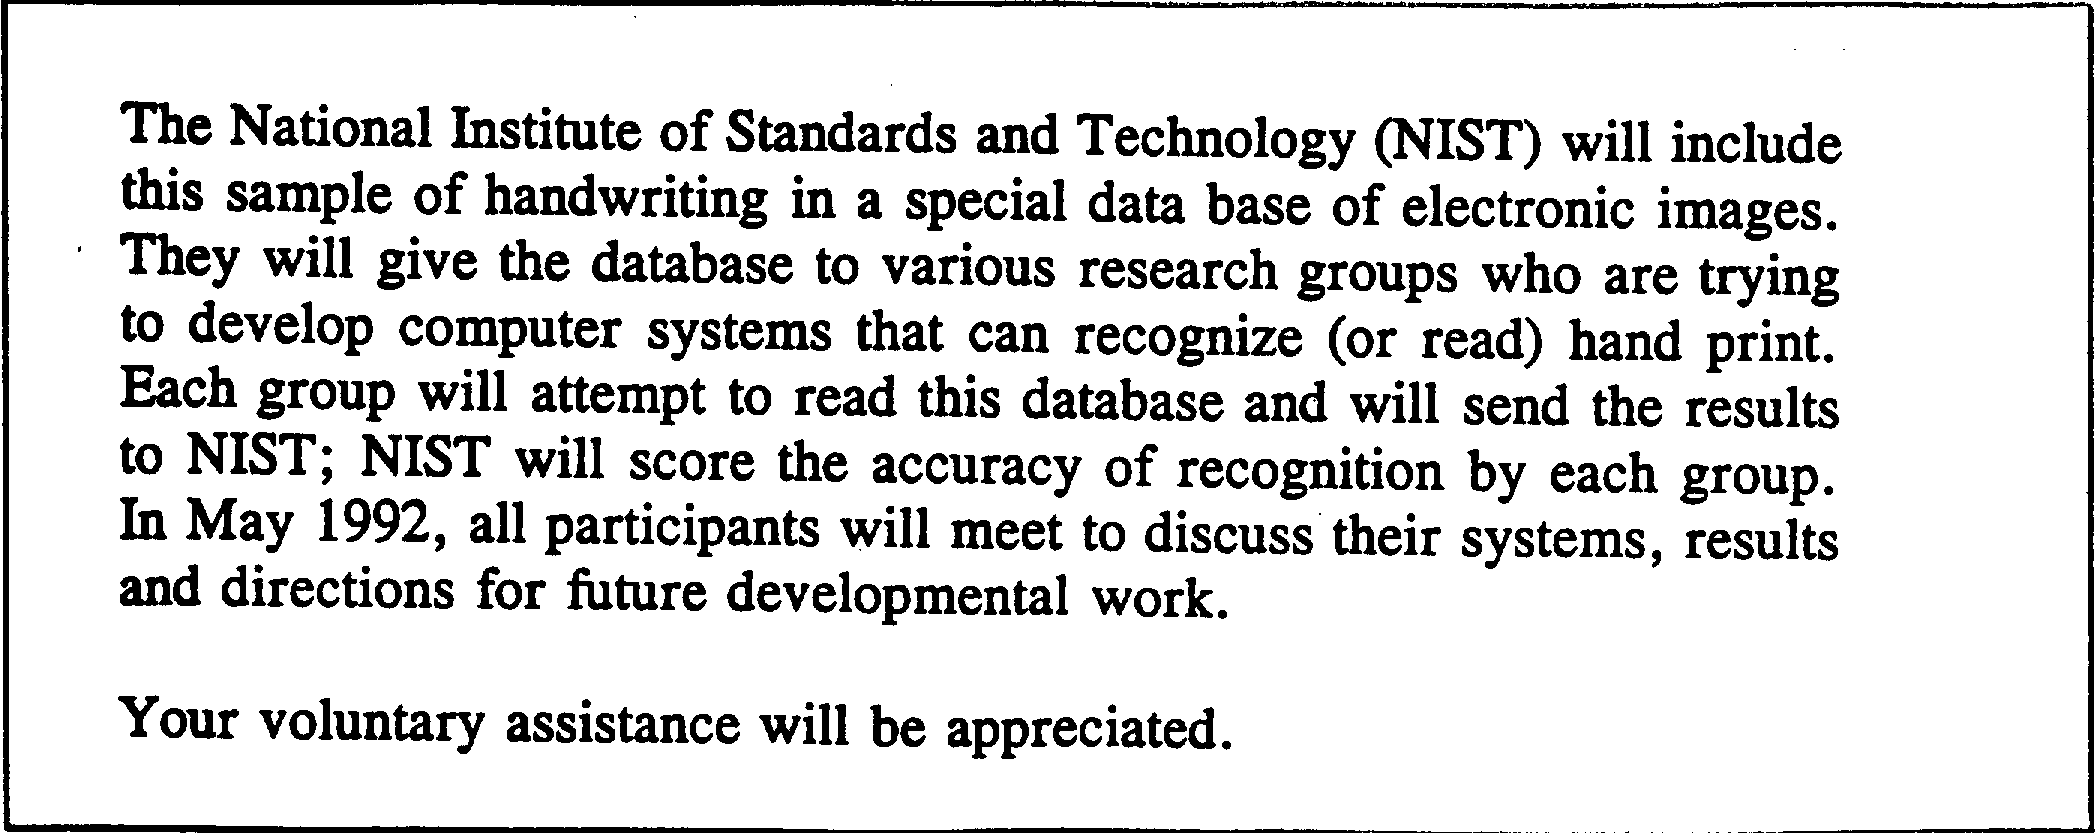 The National Institute of Standards and Technology (NIST) will include
this sample of handwriting in a special data base of electronic images.
They will give the database to various research groups who are trying
to develop computer systems that can recognize (or read) hand print.
Each group will attempt to read this database and will send the results
to NIST; NIST will score the accuracy of recognition by each group.
In May 1992, all participants will meet to discuss their systems, results
and directions for future developmental work.
Your voluntary assistance will be appreciated.